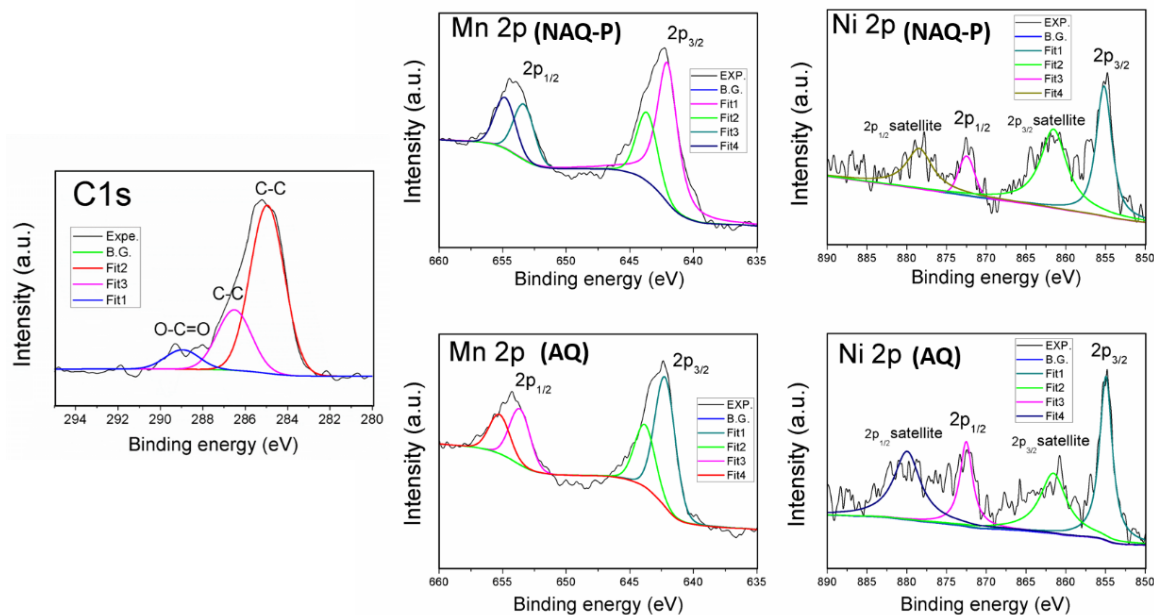 C1s
C-C
C-C
O-C=O
Expe.
B.G.
Fit2
Fit3
Fit1
Intensity (a.u.)
294 292 290 288 286 284 282 280
Binding energy (eV)
Mn 2p (NAQ-P)
2p1/2
2p3/2
EXP.
B.G.
Fit1
Fit2
Fit3
Fit4
Intensity (a.u.)
660 655 650 645 640 635
Binding energy (eV)
Ni 2p (NAQ-P)
2p3/2
2p1/2 satellite
2p1/2
2p3/2 satellite
EXP.
B.G.
Fit1
Fit2
Fit3
Fit4
Intensity (a.u.)
890 885 880 875 870 865 860 855 850
Binding energy (eV)
Mn 2p (AQ)
2p1/2
2p3/2
EXP.
B.G.
Fit1
Fit2
Fit3
Fit4
Intensity (a.u.)
660 655 650 645 640 635
Binding energy (eV)
Ni 2p (AQ)
2p3/2
2p1/2 satellite
2p1/2
2p3/2 satellite
EXP.
B.G.
Fit1
Fit2
Fit3
Fit4
Intensity (a.u.)
890 885 880 875 870 865 860 855 850
Binding energy (eV)